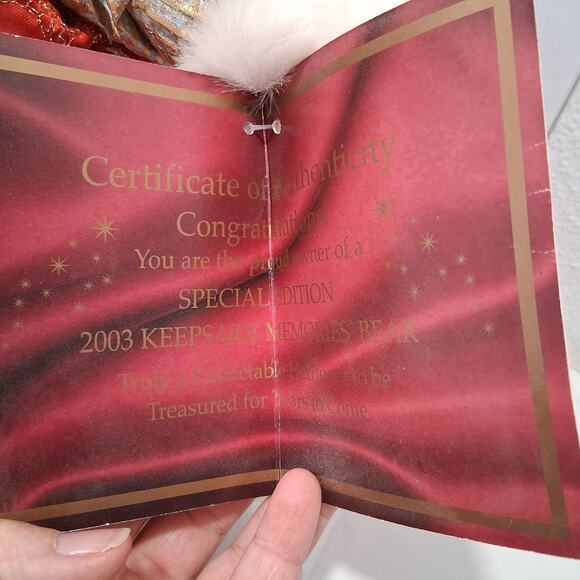 Certificate of Authenticity
Congratulations!
You are the proud owner of a
SPECIAL EDITION
2003 KEEPSAKE MEMORIES BEAR
Truly a Collectable Heirloom to be
Treasured for Years to Come